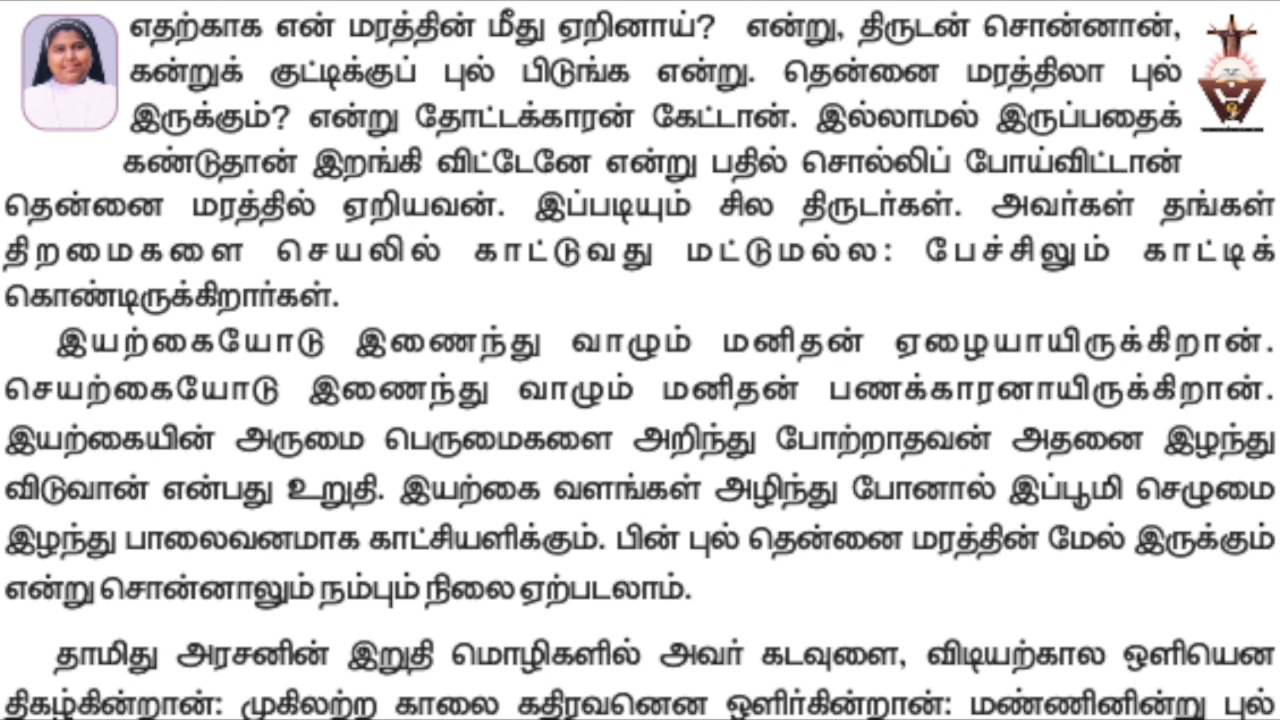 எதற்காக என் மரத்தின் மீது ஏறினாய்? என்று, திருடன் சொன்னான்,
கன்றுக் குட்டிக்குப் புல் பிடுங்க என்று. தென்னை மரத்திலா புல்
இருக்கும்? என்று தோட்டக்காரன் கேட்டான். இல்லாமல் இருப்பதைக்
கண்டுதான் இறங்கி விட்டேனே என்று பதில் சொல்லிப் போய்விட்டான்
தென்னை மரத்தில் ஏறியவன். இப்படியும் சில திருடர்கள். அவர்கள் தங்கள்
திறமைகளை செயலில் காட்டுவது மட்டுமல்ல: பேச்சிலும் காட்டிக்
கொண்டிருக்கிறார்கள்.
இயற்கையோடு இணைந்து வாழும் மனிதன் ஏழையாயிருக்கிறான்.
செயற்கையோடு இணைந்து வாழும் மனிதன் பணக்காரனாயிருக்கிறான்.
இயற்கையின் அருமை பெருமைகளை அறிந்து போற்றாதவன் அதனை இழந்து
விடுவான் என்பது உறுதி. இயற்கை வளங்கள் அழிந்து போனால் இப்பூமி செழுமை
இழந்து பாலைவனமாக காட்சியளிக்கும். பின் புல் தென்னை மரத்தின் மேல் இருக்கும்
என்று சொன்னாலும் நம்பும் நிலை ஏற்படலாம்.
தாமிது அரசனின் இறுதி மொழிகளில் அவர் கடவுளை, விடியற்கால ஒளியென
திகழ்கின்றான்: முகிலற்ற காலை கதிரவனென ஒளிர்கின்றான்: மண்ணினின்று புல்